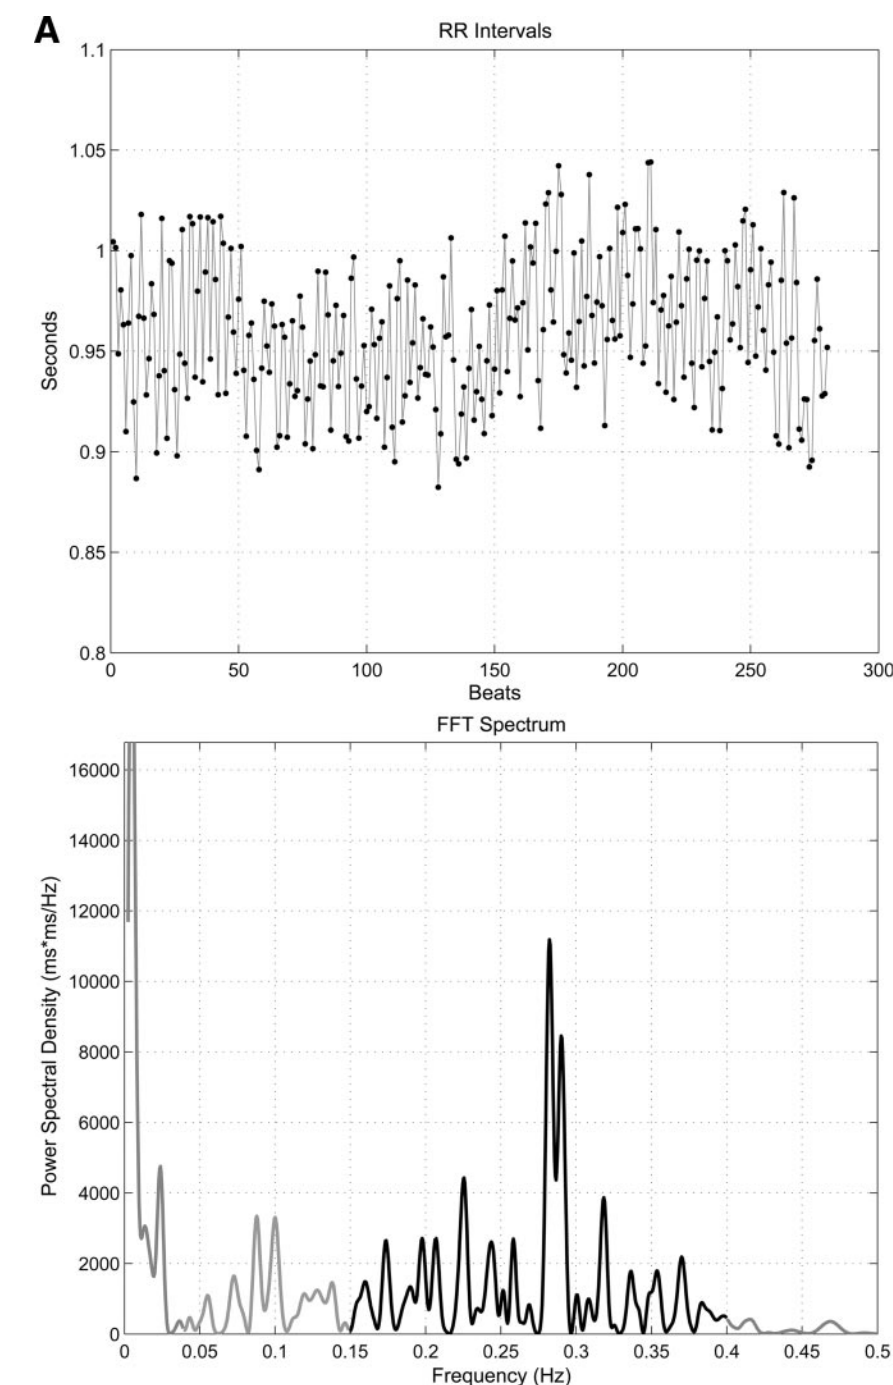 A
RR Intervals
1.1
1.05
1
0.95
0.9
0.85
0.8
Seconds
0 50 100 150 200 250 300
Beats
FFT Spectrum
16000
14000
12000
10000
8000
6000
4000
2000
0
Power Spectral Density (ms*ms/Hz)
0 0.05 0.1 0.15 0.2 0.25 0.3 0.35 0.4 0.45 0.5
Frequency (Hz)